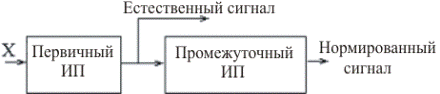 Естественный сигнал
X
Первичный
ИП
Промежуточный
ИП
Нормированный
сигнал